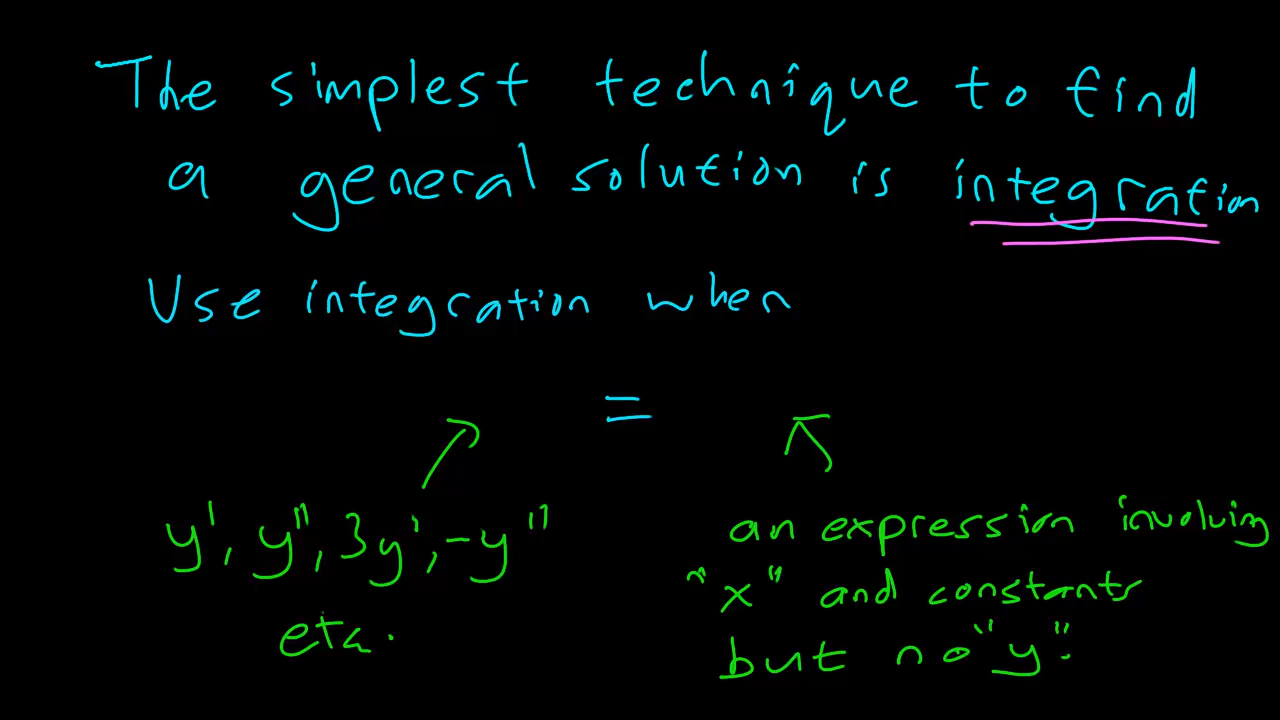 The simplest technique to find
a general solution is integration
Use integration when
=
y', y'', 3y', -y''
etc.
an expression involving
"x" and constants
but no "y".